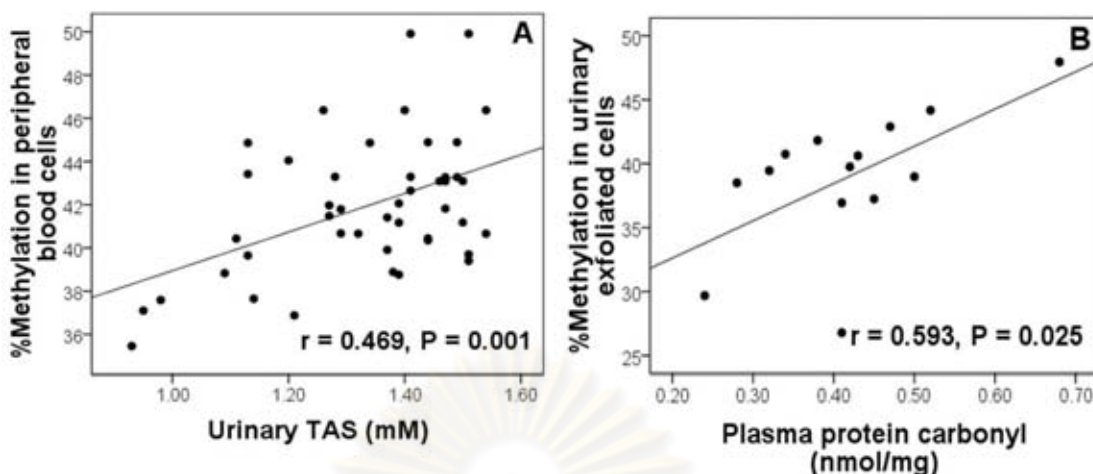 A
%Methylation in peripheral
blood cells
50
48
46
44
42
40
38
36
r = 0.469, P = 0.001
1.00
1.20
1.40
1.60
Urinary TAS (mM)
B
%Methylation in urinary
exfoliated cells
50
45
40
35
30
25
r = 0.593, P = 0.025
0.20
0.30
0.40
0.50
0.60
0.70
Plasma protein carbonyl
(nmol/mg)